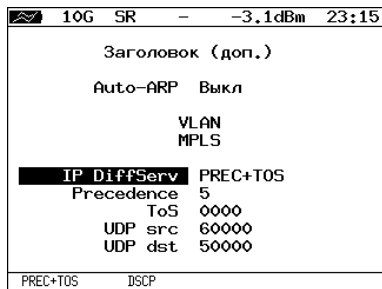 10G SR - -3.1dBm 23:15
Заголовок (доп.)
Auto-ARP Выкл
VLAN
MPLS
IP DiffServ PREC+TOS
Precedence 5
ToS 0000
UDP src 60000
UDP dst 50000
PREC+TOS DSCP